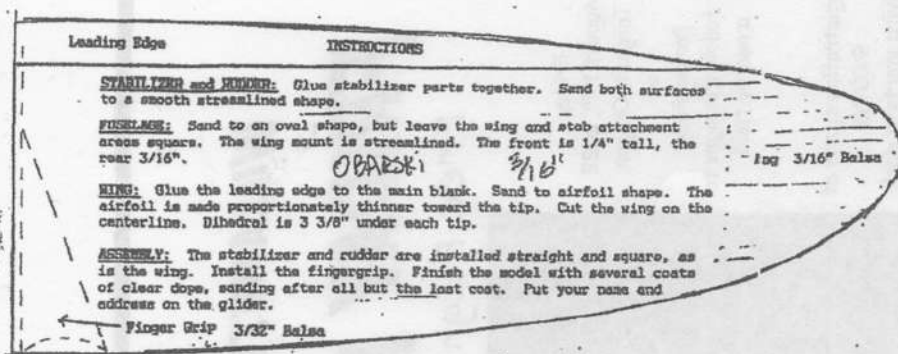 Leading Edge INSTRUCTIONS
STABILIZER and RUDDER: Glue stabilizer parts together. Sand both surfaces
to a smooth streamlined shape.
FUSELAGE: Sand to an oval shape, but leave the wing and stab attachment
areas square. The wing mount is streamlined. The front is 1/4" tall, the
rear 3/16".
OBARSKI 3/16"
ing 3/16" Balsa
WING: Glue the leading edge to the main blank. Sand to airfoil shape. The
airfoil is made proportionately thinner toward the tip. Cut the wing on the
centerline. Dihedral is 3 3/8" under each tip.
ASSEMBLY: The stabilizer and rudder are installed straight and square, as
is the wing. Install the fingergrip. Finish the model with several coats
of clear dope, sanding after all but the last coat. Put your name and
address on the glider.
Finger Grip 3/32" Balsa